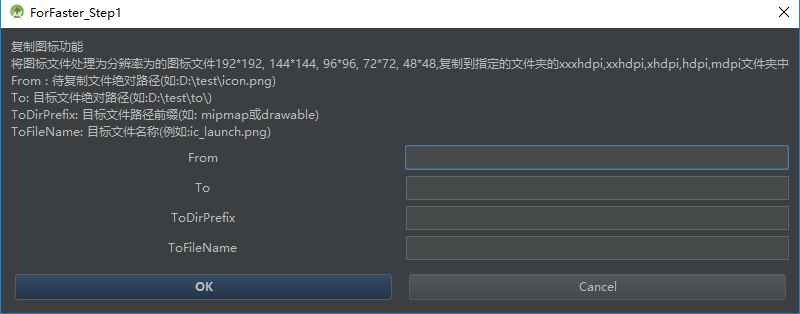 ForFaster_Step1
复制图标功能
将图标文件处理为分辨率为的图标文件192*192, 144*144, 96*96, 72*72, 48*48,复制到指定的文件夹的xxxhdpi,xxhdpi,xhdpi,hdpi,mdpi文件夹中
From : 待复制文件绝对路径(如:D:\test\icon.png)
To: 目标文件绝对路径(如:D:\test\to\)
ToDirPrefix: 目标文件路径前缀(如: mipmap或drawable)
ToFileName: 目标文件名称(例如:ic_launch.png)
From
To
ToDirPrefix
ToFileName
OK Cancel